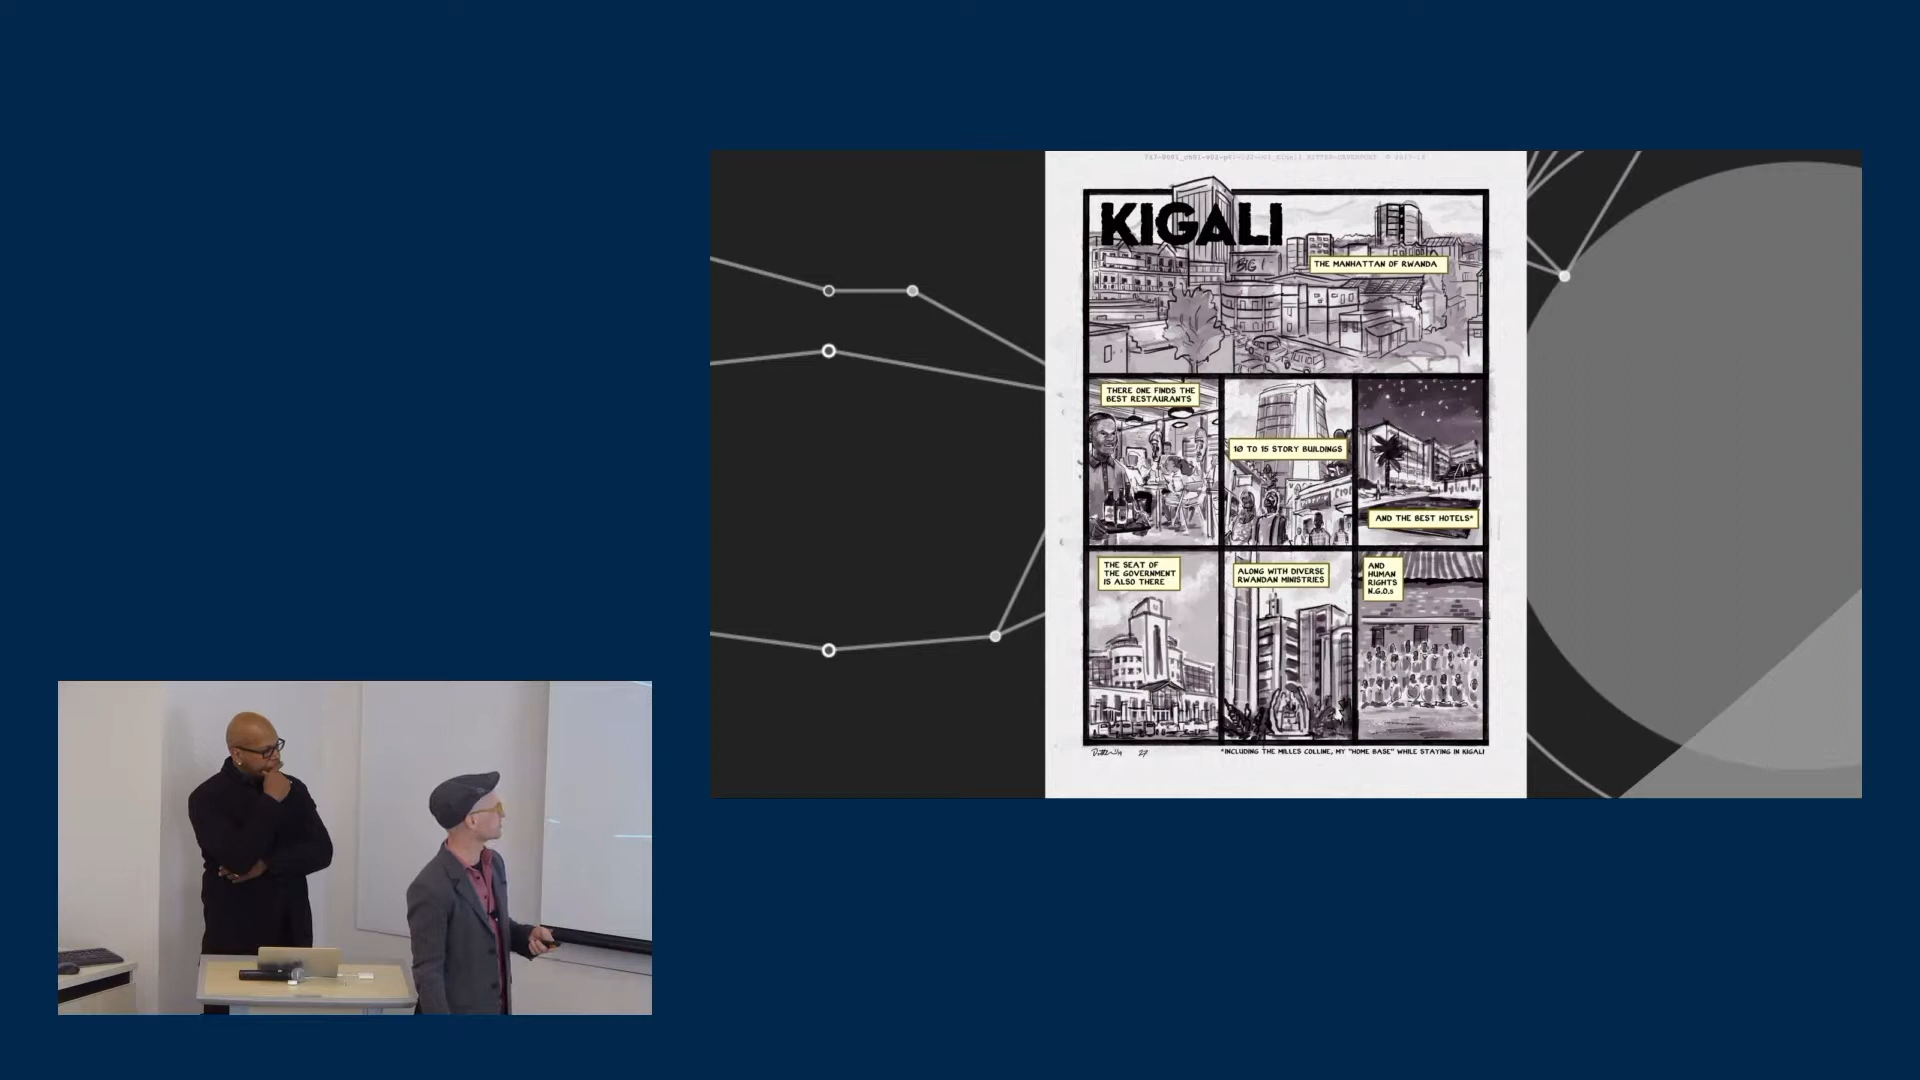 KIGALI
BIG!
THE MANHATTAN OF RWANDA
THERE ONE FINDS THE
BEST RESTAURANTS
10 TO 15 STORY BUILDINGS
AND THE BEST HOTELS*
THE SEAT OF
THE GOVERNMENT
IS ALSO THERE
ALONG WITH DIVERSE
RWANDAN MINISTRIES
AND
HUMAN
RIGHTS
N.G.O.s
27
*INCLUDING THE MILLES COLLINE, MY "HOME BASE" WHILE STAYING IN KIGALI